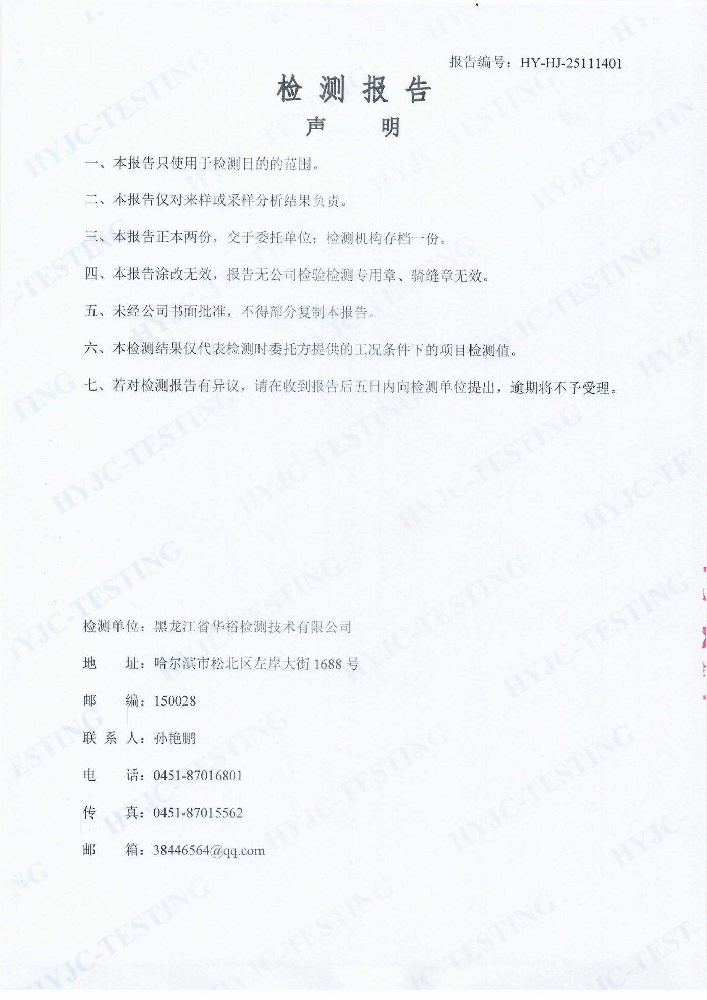 报告编号：HY-HJ-25111401
检测报告
声 明
一、本报告只使用于检测目的的范围。
二、本报告仅对来样或采样分析结果负责。
三、本报告正本两份，交于委托单位；检测机构存档一份。
四、本报告涂改无效，报告无公司检验检测专用章、骑缝章无效。
五、未经公司书面批准，不得部分复制本报告。
六、本检测结果仅代表检测时委托方提供的工况条件下的项目检测值。
七、若对检测报告有异议，请在收到报告后五日内向检测单位提出，逾期将不予受理。
检测单位：黑龙江省华裕检测技术有限公司
地 址：哈尔滨市松北区左岸大街 1688 号
邮 编：150028
联 系 人：孙艳鹏
电 话：0451-87016801
传 真：0451-87015562
邮 箱：38446564@qq.com
HYJC-TESTING